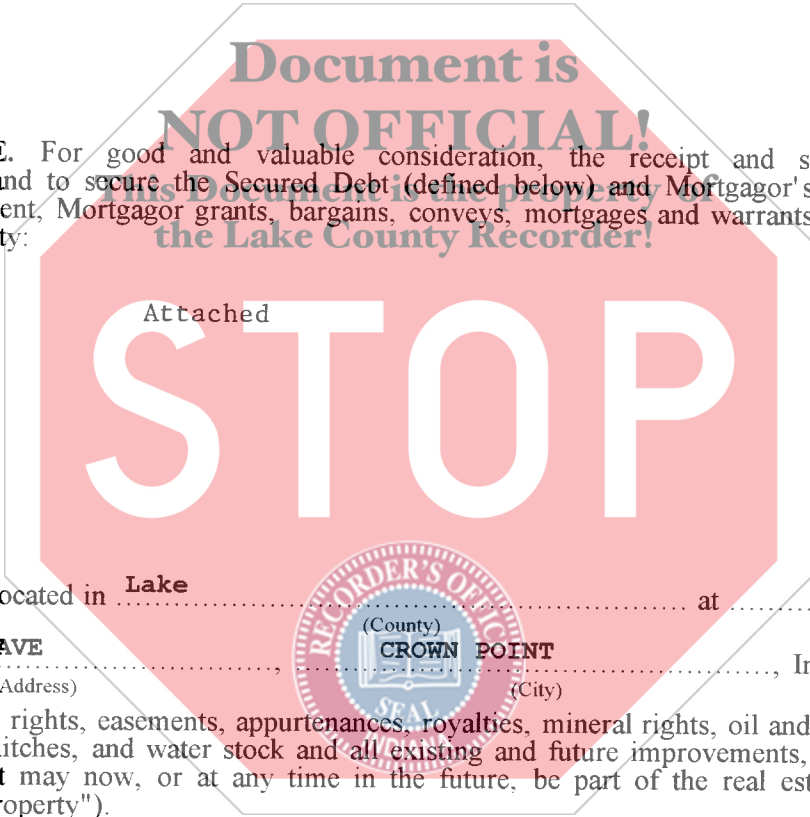 Document is
NOT OFFICIAL!
E. For good and valuable consideration, the receipt and s
and to secure the Secured Debt (defined below) and Mortgagor's
This Document is the property of
ent, Mortgagor grants, bargains, conveys, mortgages and warrants
the Lake County Recorder!
ty:
Attached
STOP
ocated in Lake at
(County)
AVE, CROWN POINT, In
Address) (City)
RECORDER'S OFFICE
SEAL
INDIANA
rights, easements, appurtenances, royalties, mineral rights, oil and
litches, and water stock and all existing and future improvements,
t may now, or at any time in the future, be part of the real est
roperty").